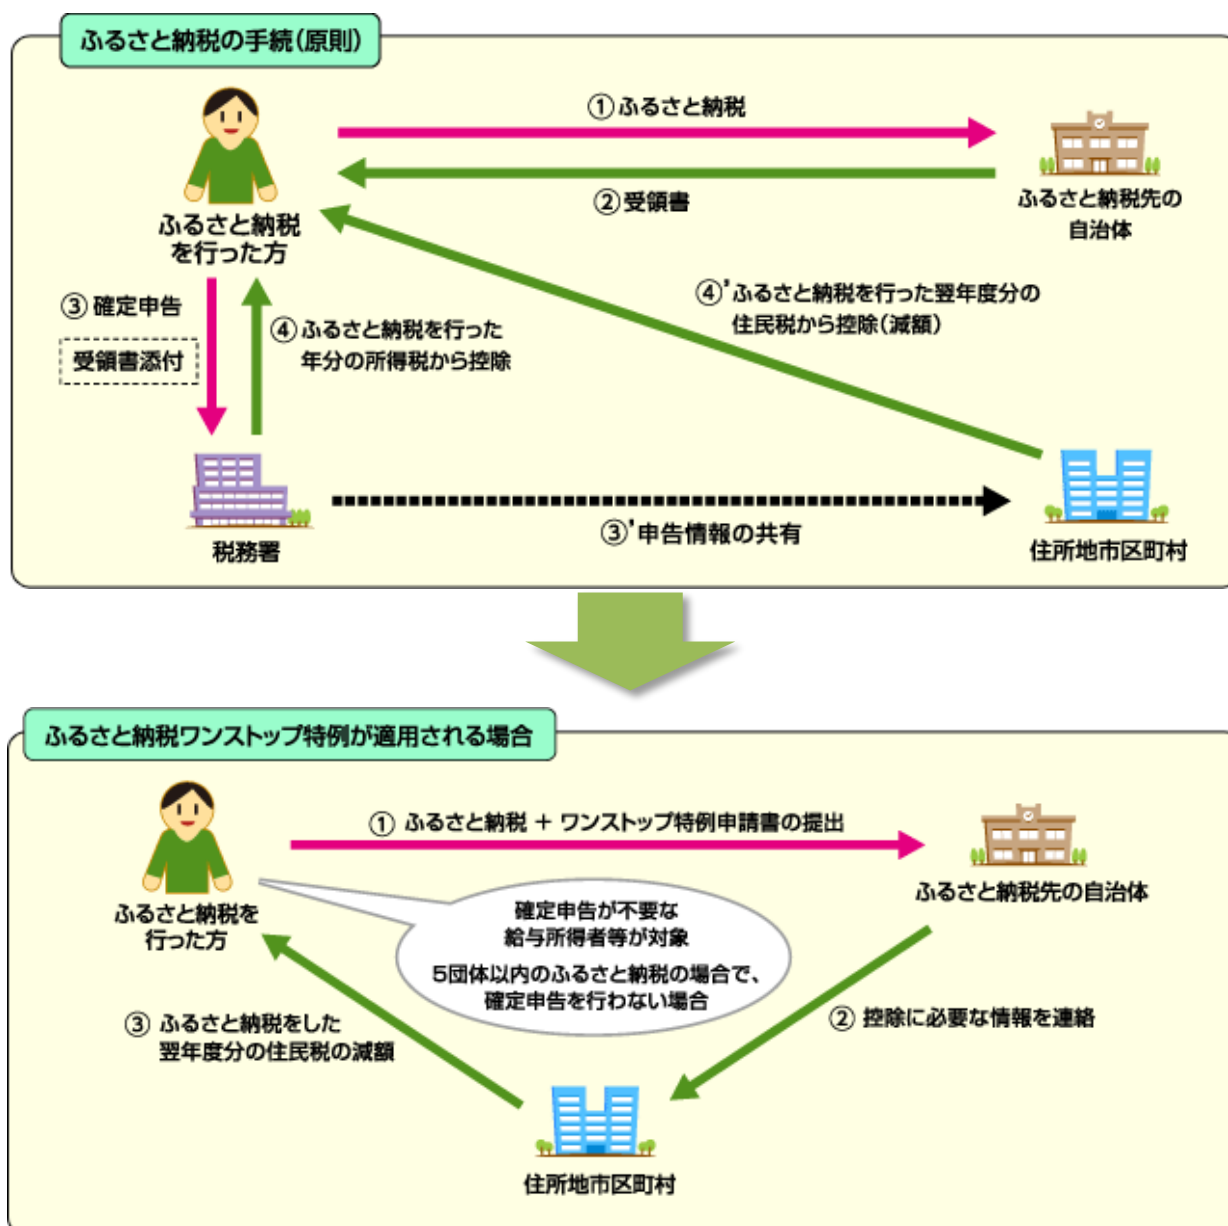 ふるさと納税の手続(原則)
①ふるさと納税
②受領書
ふるさと納税先の
自治体
ふるさと納税
を行った方
③確定申告
受領書添付
④ふるさと納税を行った
年分の所得税から控除
④'ふるさと納税を行った翌年度分の
住民税から控除(減額)
税務署
③'申告情報の共有
住所地市区町村
ふるさと納税ワンストップ特例が適用される場合
① ふるさと納税 + ワンストップ特例申請書の提出
ふるさと納税先の自治体
ふるさと納税を
行った方
確定申告が不要な
給与所得者等が対象
5団体以内のふるさと納税の場合で、
確定申告を行わない場合
② 控除に必要な情報を連絡
③ ふるさと納税をした
翌年度分の住民税の減額
住所地市区町村